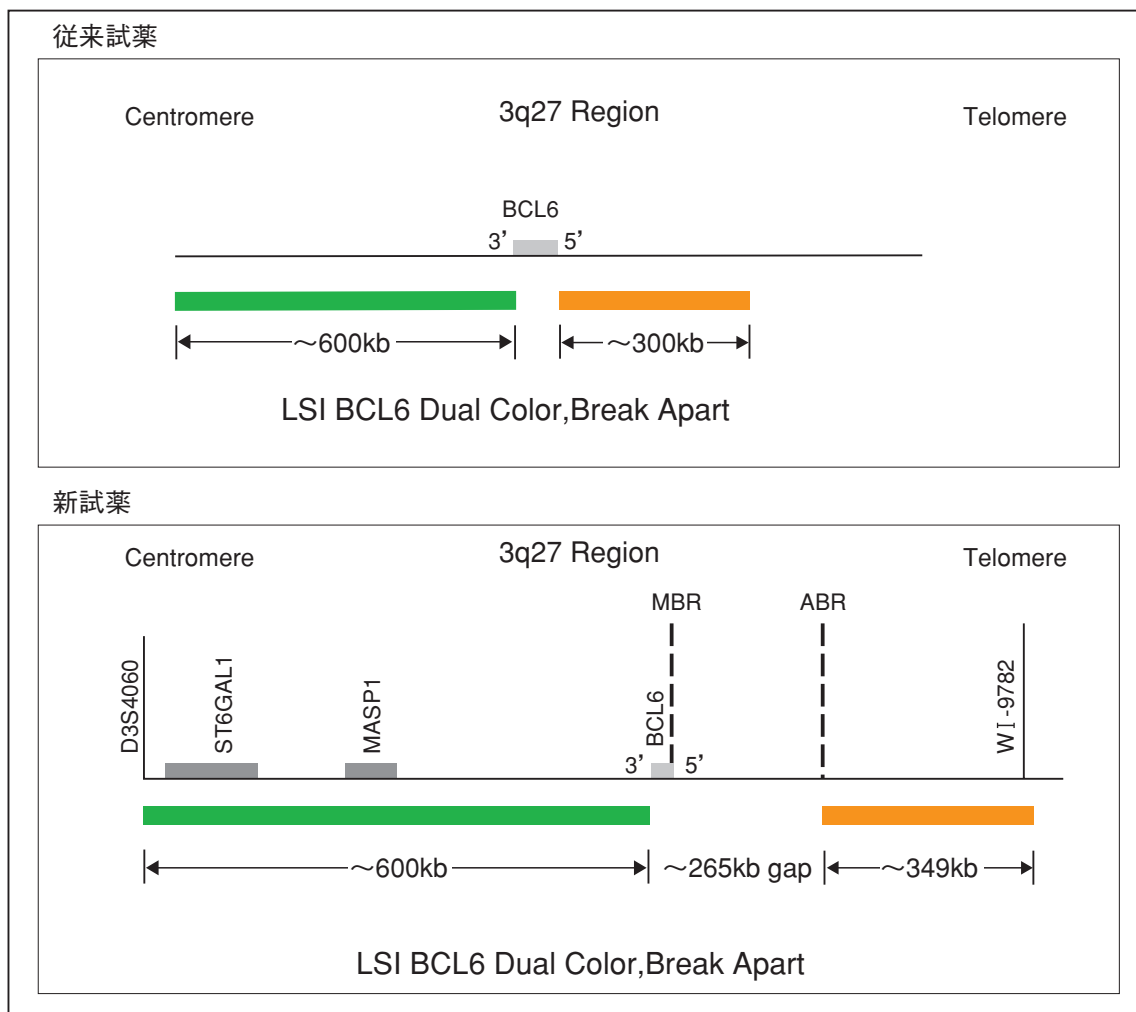 従来試薬
Centromere 3q27 Region Telomere
BCL6
3’ 5’
～600kb ～300kb
LSI BCL6 Dual Color,Break Apart
新試薬
Centromere 3q27 Region Telomere
MBR ABR
D3S4060 ST6GAL1 MASP1 BCL6 WⅠ-9782
3’ 5’
～600kb ～265kb gap ～349kb
LSI BCL6 Dual Color,Break Apart